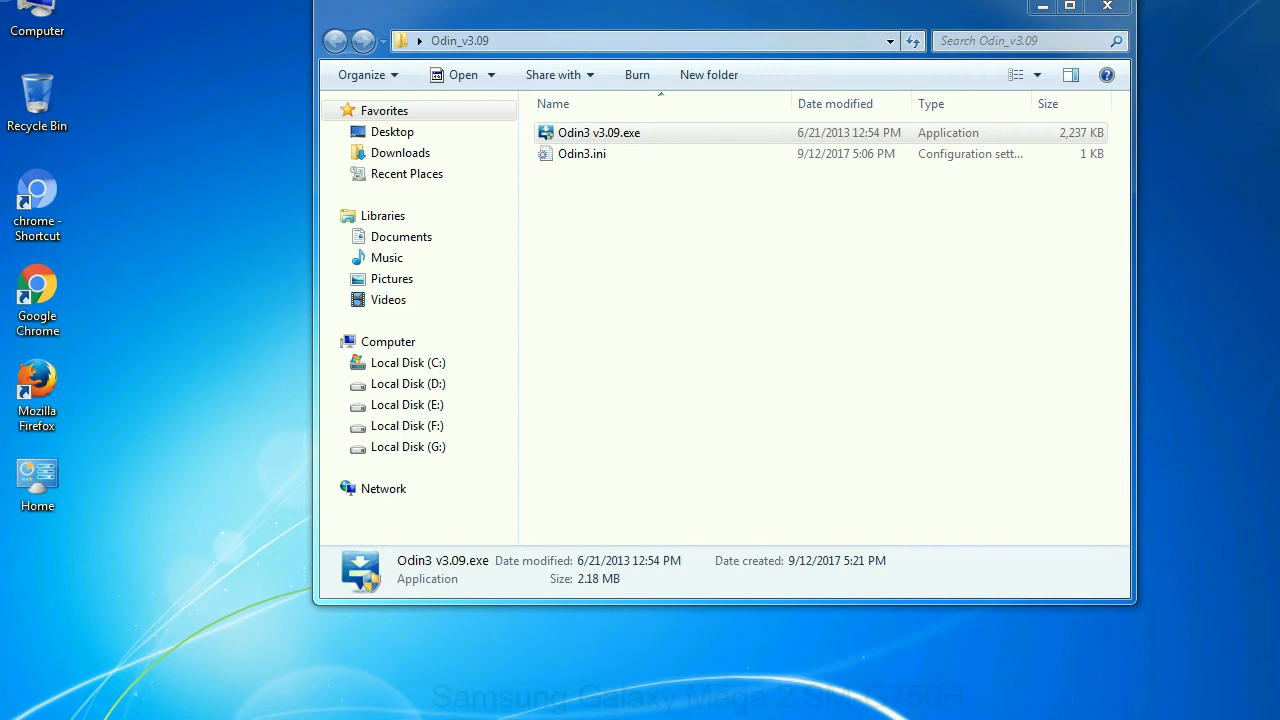 Computer
Recycle Bin
chrome -
Shortcut
Google
Chrome
Mozilla
Firefox
Home
Odin_v3.09
Search Odin_v3.09
Organize
Open
Share with
Burn
New folder
Favorites
Desktop
Downloads
Recent Places
Libraries
Documents
Music
Pictures
Videos
Computer
Local Disk (C:)
Local Disk (D:)
Local Disk (E:)
Local Disk (F:)
Local Disk (G:)
Network
Name Date modified Type Size
Odin3 v3.09.exe 6/21/2013 12:54 PM Application 2,237 KB
Odin3.ini 9/12/2017 5:06 PM Configuration sett... 1 KB
Odin3 v3.09.exe Date modified: 6/21/2013 12:54 PM Date created: 9/12/2017 5:21 PM
Application Size: 2.18 MB
Samsung Galaxy Mega 2 SM-G750H